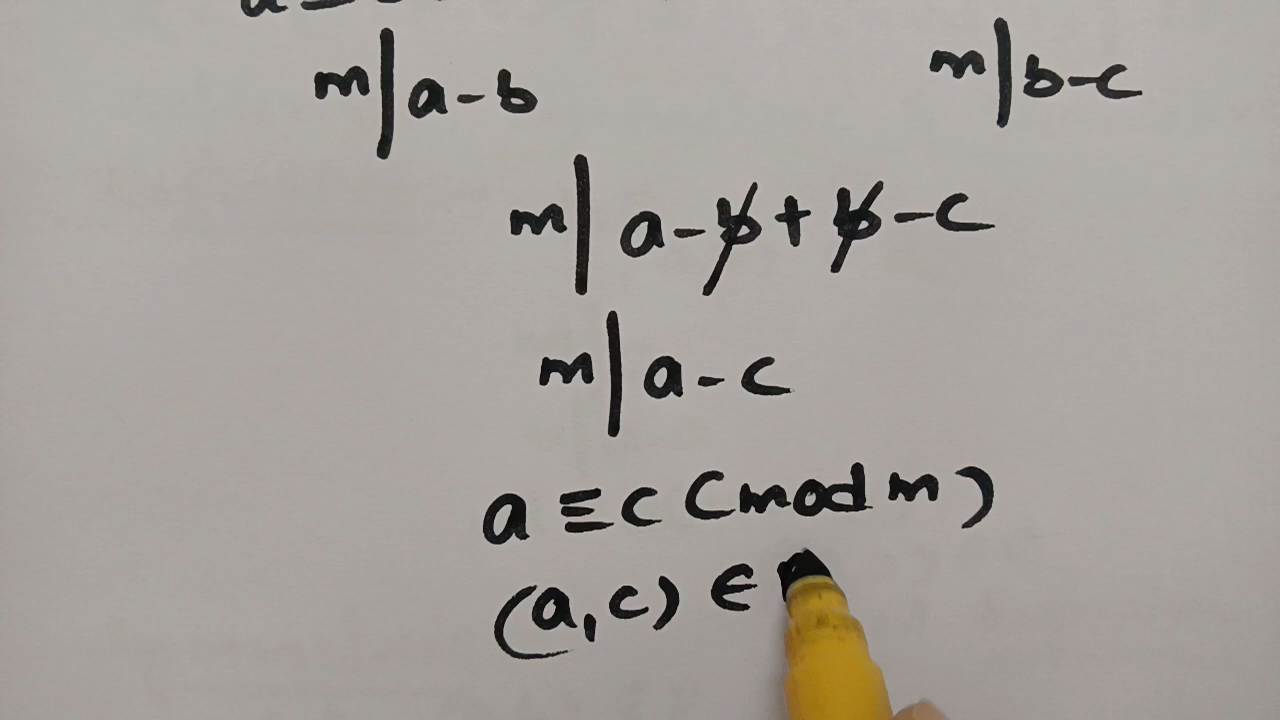 a ≡
m | a - b m | b - c
m | a - b + b - c
m | a - c
a ≡ c (mod m)
(a, c) ∈